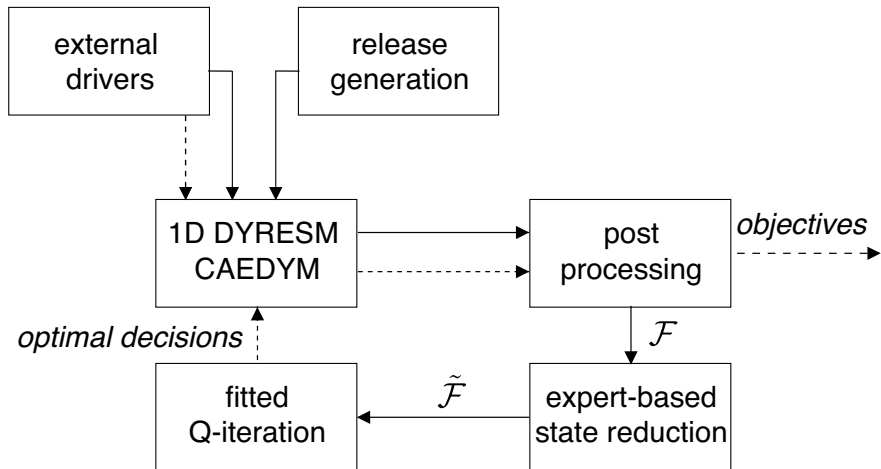 external
drivers
release
generation
1D DYRESM
CAEDYM
post
processing
objectives
optimal decisions
ℱ
fitted
Q-iteration
ℱ̃
expert-based
state reduction